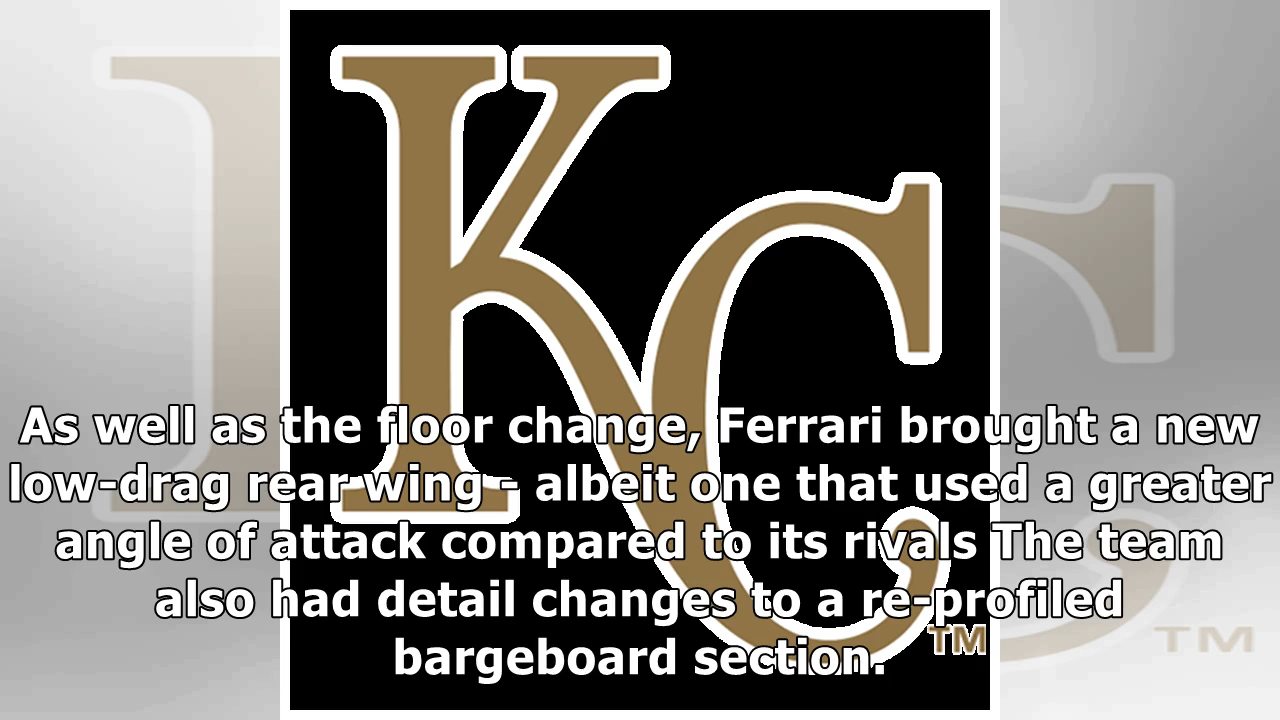 KC
As well as the floor change, Ferrari brought a new
low-drag rear wing - albeit one that used a greater
angle of attack compared to its rivals The team
also had detail changes to a re-profiled
TM TM
bargeboard section.